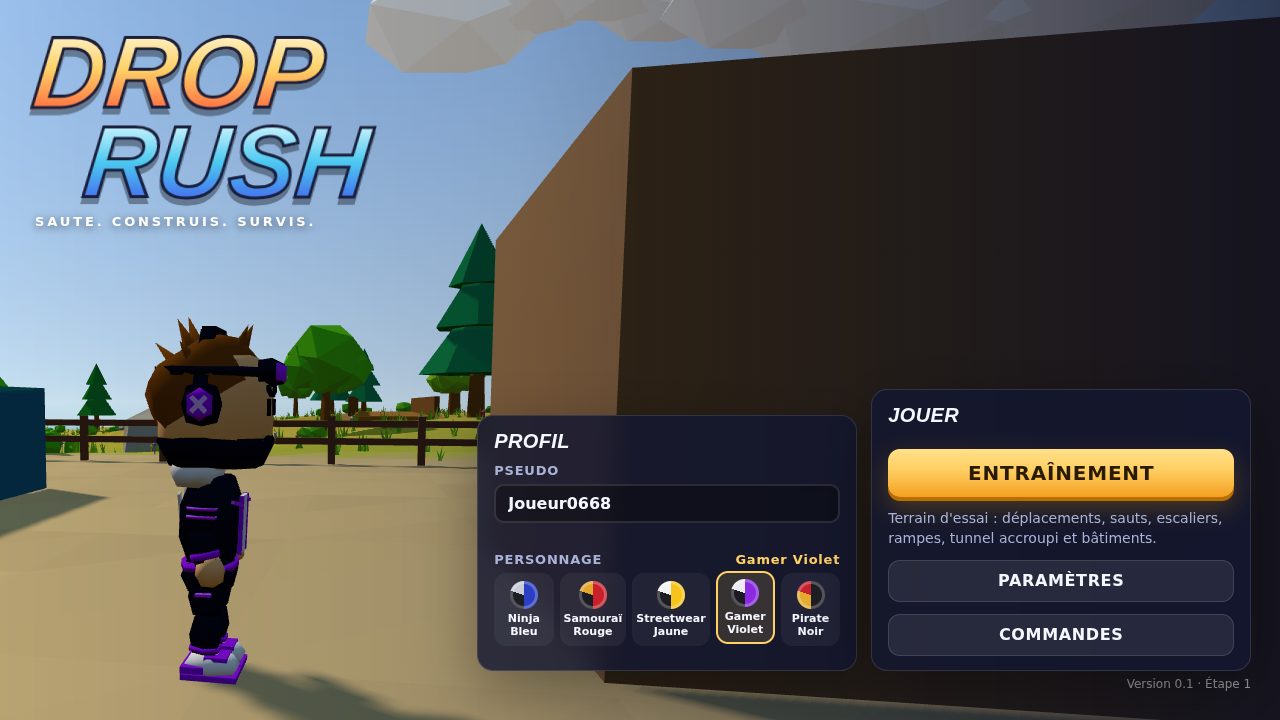 DROP
RUSH
SAUTE. CONSTRUIS. SURVIS.
PROFIL
PSEUDO
Joueur0668
PERSONNAGE
Gamer Violet
Ninja
Bleu
Samouraï
Rouge
Streetwear
Jaune
Gamer
Violet
Pirate
Noir
JOUER
ENTRAÎNEMENT
Terrain d'essai : déplacements, sauts, escaliers,
rampes, tunnel accroupi et bâtiments.
PARAMÈTRES
COMMANDES
Version 0.1 · Étape 1